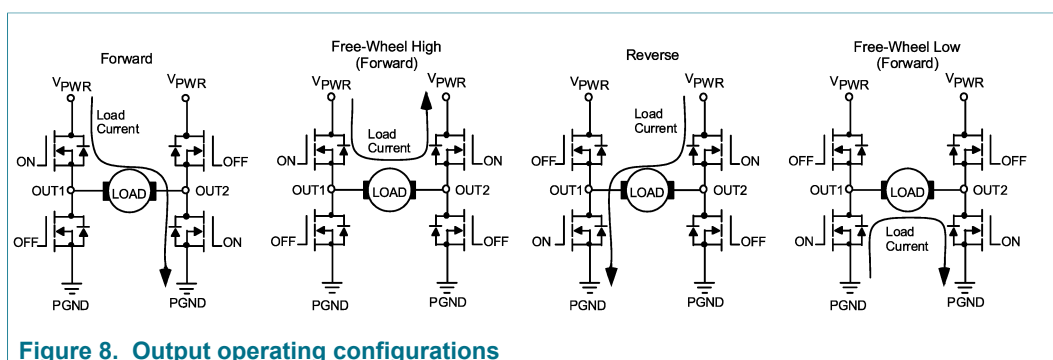 Forward
VPWR
VPWR
Load
Current
ON
OFF
OUT1
LOAD
OUT2
OFF
ON
PGND
PGND
Free-Wheel High
(Forward)
VPWR
VPWR
Load
Current
ON
ON
OUT1
LOAD
OUT2
OFF
OFF
PGND
PGND
Reverse
VPWR
VPWR
Load
Current
OFF
ON
OUT1
LOAD
OUT2
ON
OFF
PGND
PGND
Free-Wheel Low
(Forward)
VPWR
VPWR
OFF
OFF
OUT1
LOAD
OUT2
ON
Load
Current
ON
PGND
PGND
Figure 8. Output operating configurations